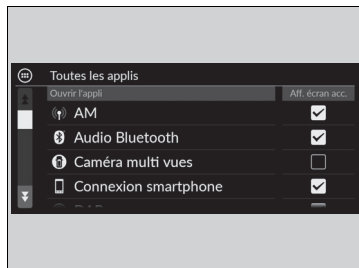 Toutes les applis
Ouvrir l'appli Aff. écran acc.
AM
Audio Bluetooth
Caméra multi vues
Connexion smartphone